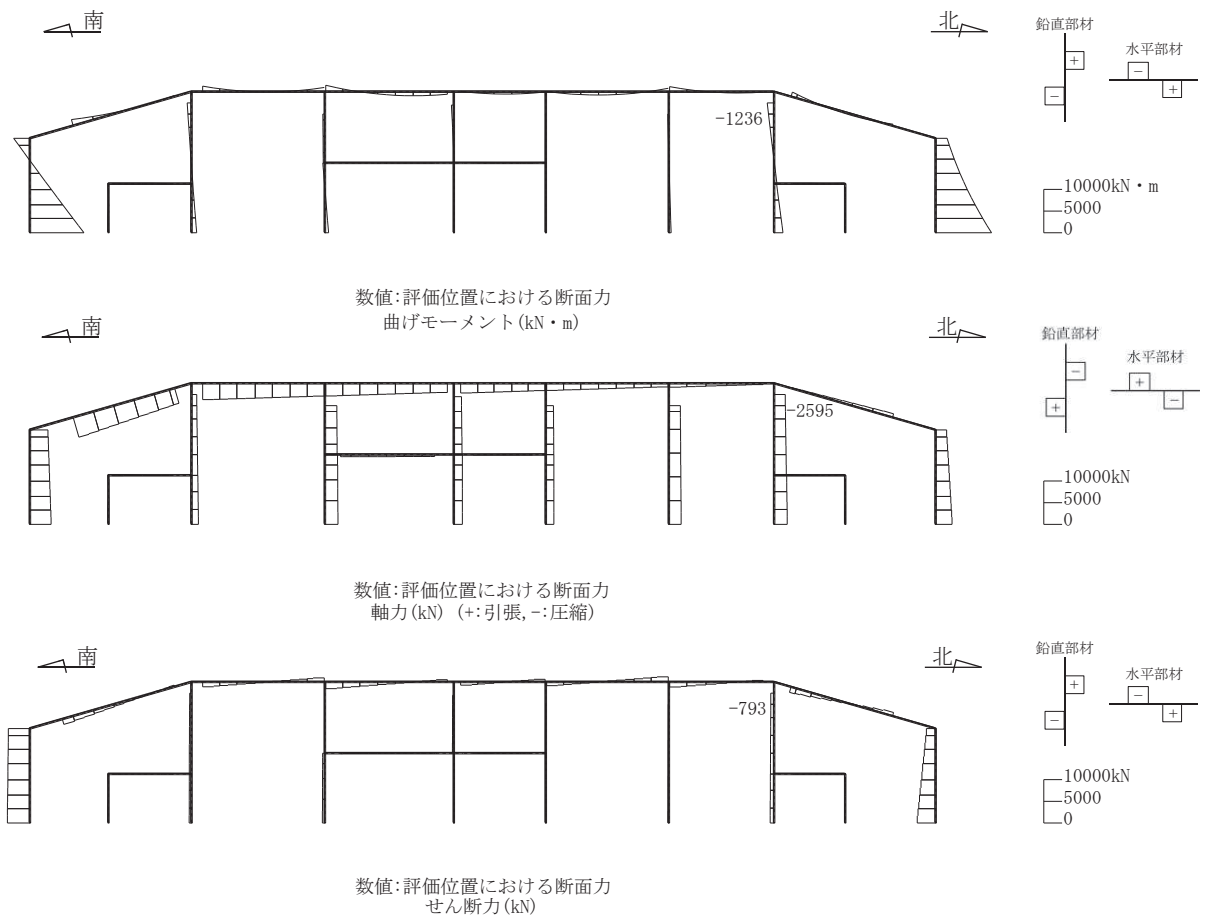 南
北
鉛直部材
+
−
水平部材
−
+
-1236
10000kN・m
5000
0
数値:評価位置における断面力
曲げモーメント(kN・m)
南
北
鉛直部材
−
+
水平部材
+
−
-2595
10000kN
5000
0
数値:評価位置における断面力
軸力(kN) (+:引張,-:圧縮)
南
北
鉛直部材
+
−
水平部材
−
+
-793
10000kN
5000
0
数値:評価位置における断面力
せん断力(kN)